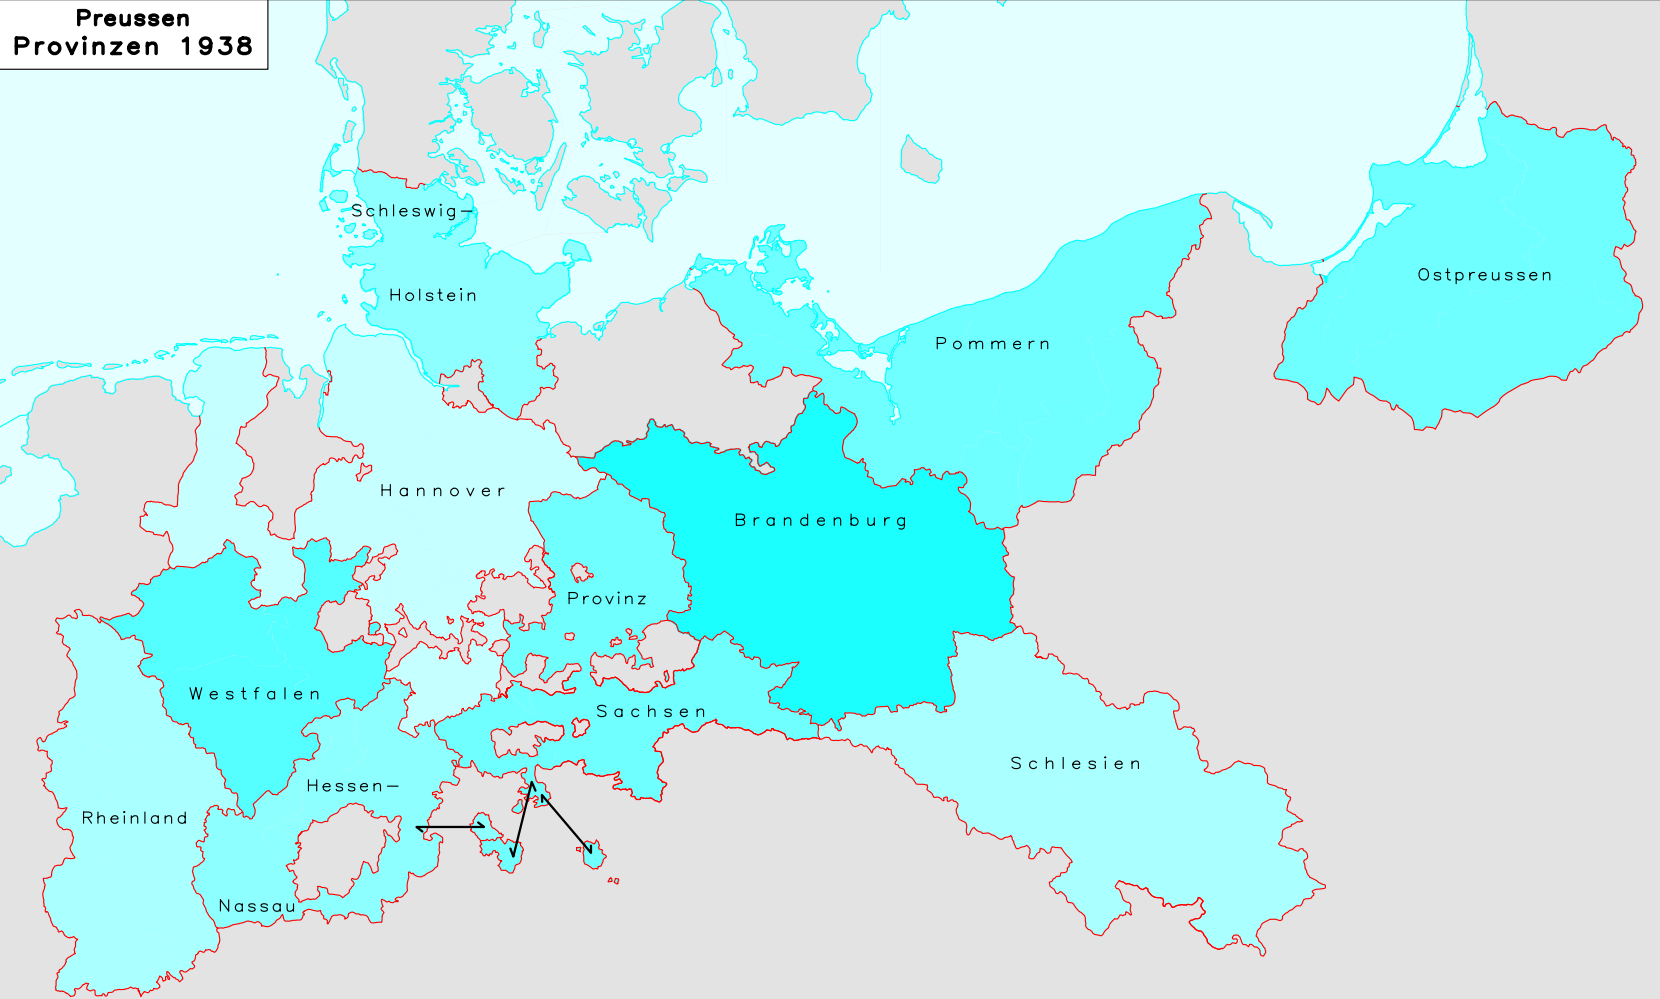 Preussen
Provinzen 1938
Schleswig-
Holstein
Ostpreussen
Pommern
Hannover
Brandenburg
Provinz
Westfalen
Sachsen
Schlesien
Hessen-
Rheinland
Nassau